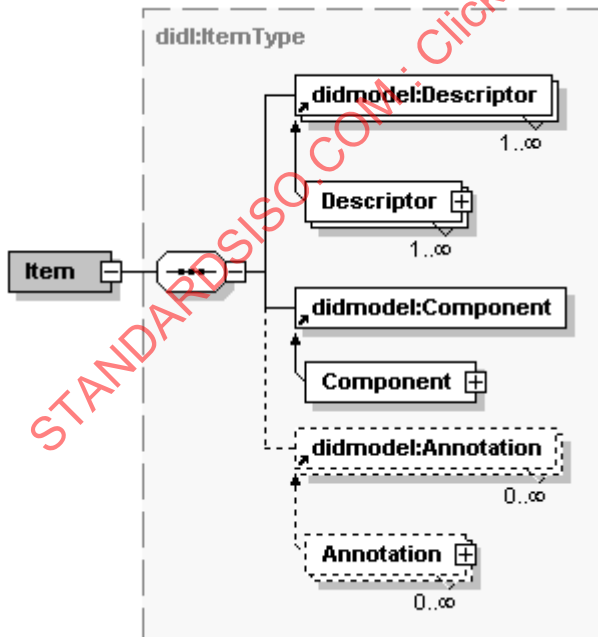 didl:ItemType
didmodel:Descriptor
1..∞
Descriptor
1..∞
Item
didmodel:Component
Component
didmodel:Annotation
0..∞
Annotation
0..∞
STANDARDSISO.COM : Click